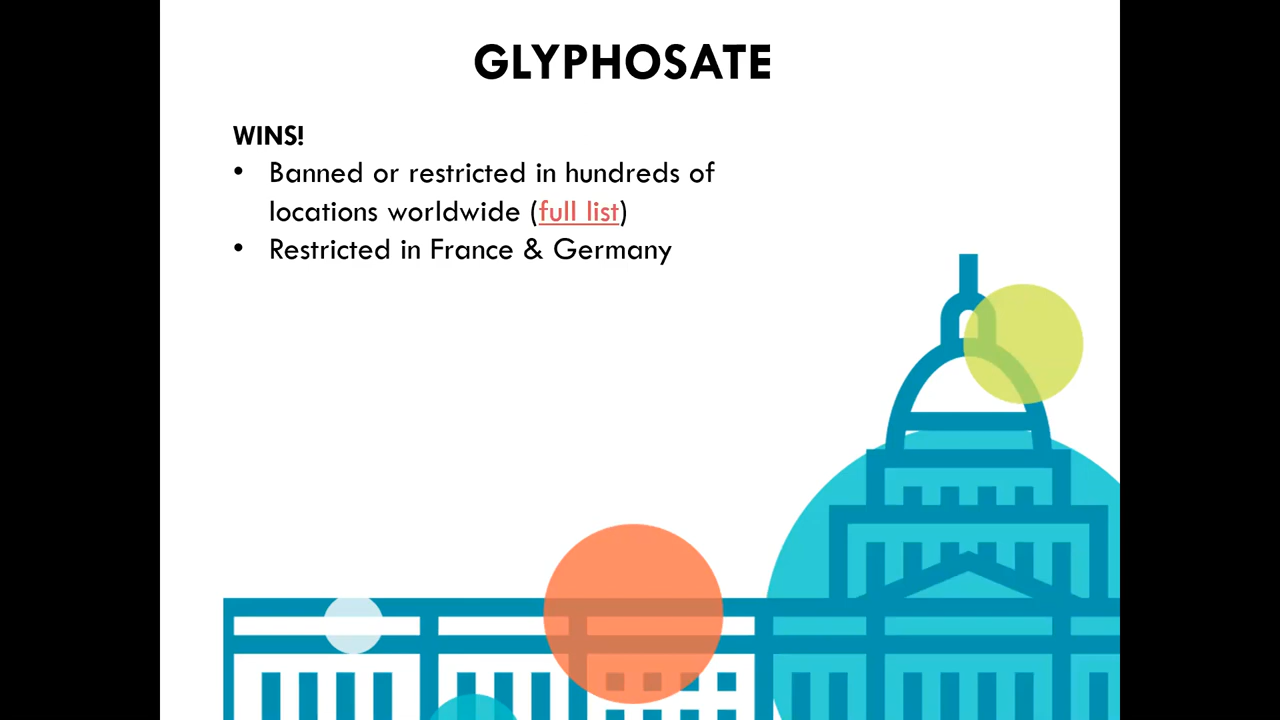 GLYPHOSATE
WINS!
• Banned or restricted in hundreds of
locations worldwide (full list)
• Restricted in France & Germany